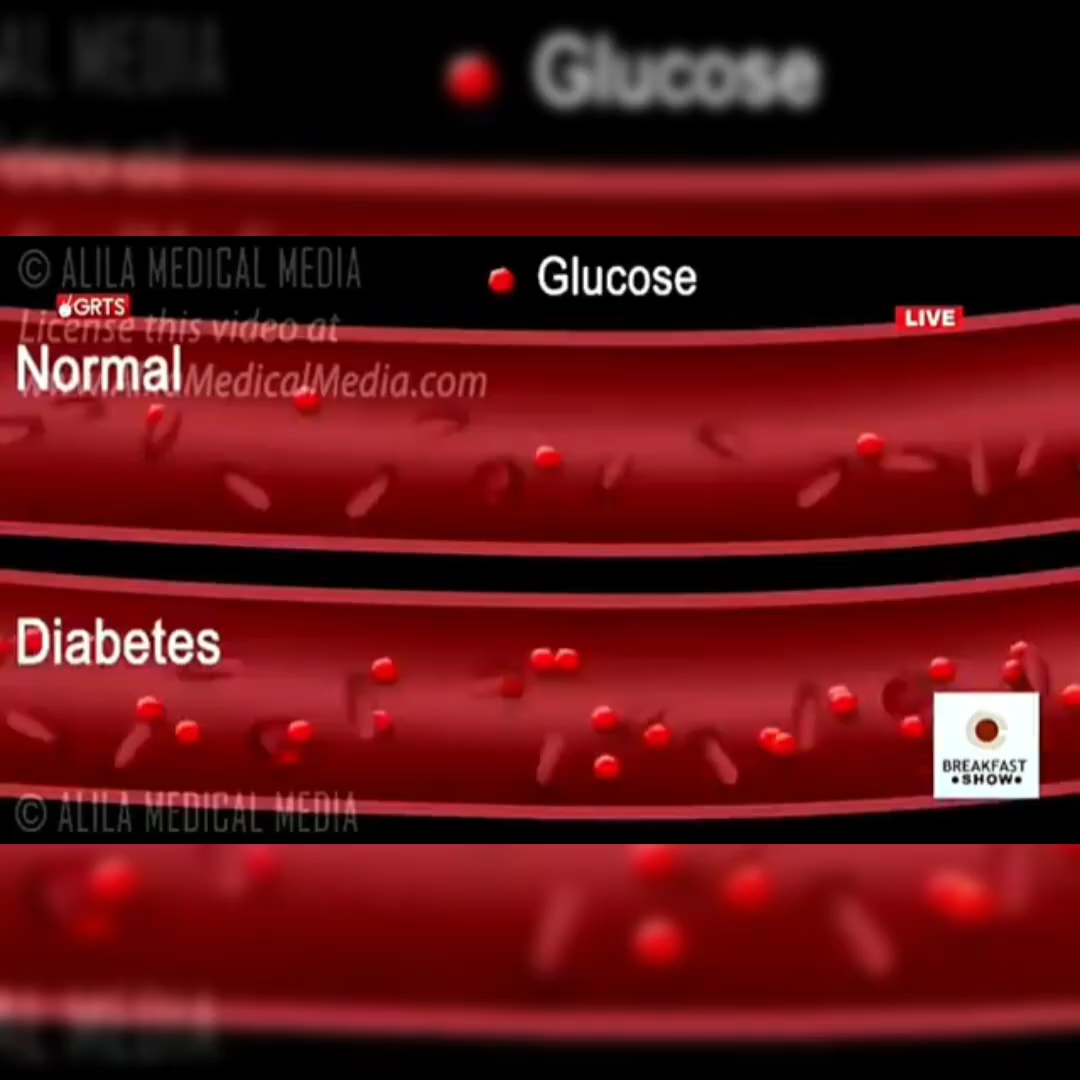 Glucose
© ALILA MEDICAL MEDIA
Glucose
GRTS
LIVE
License this video at
Normal
MedicalMedia.com
Diabetes
BREAKFAST
•SHOW•
© ALILA MEDICAL MEDIA